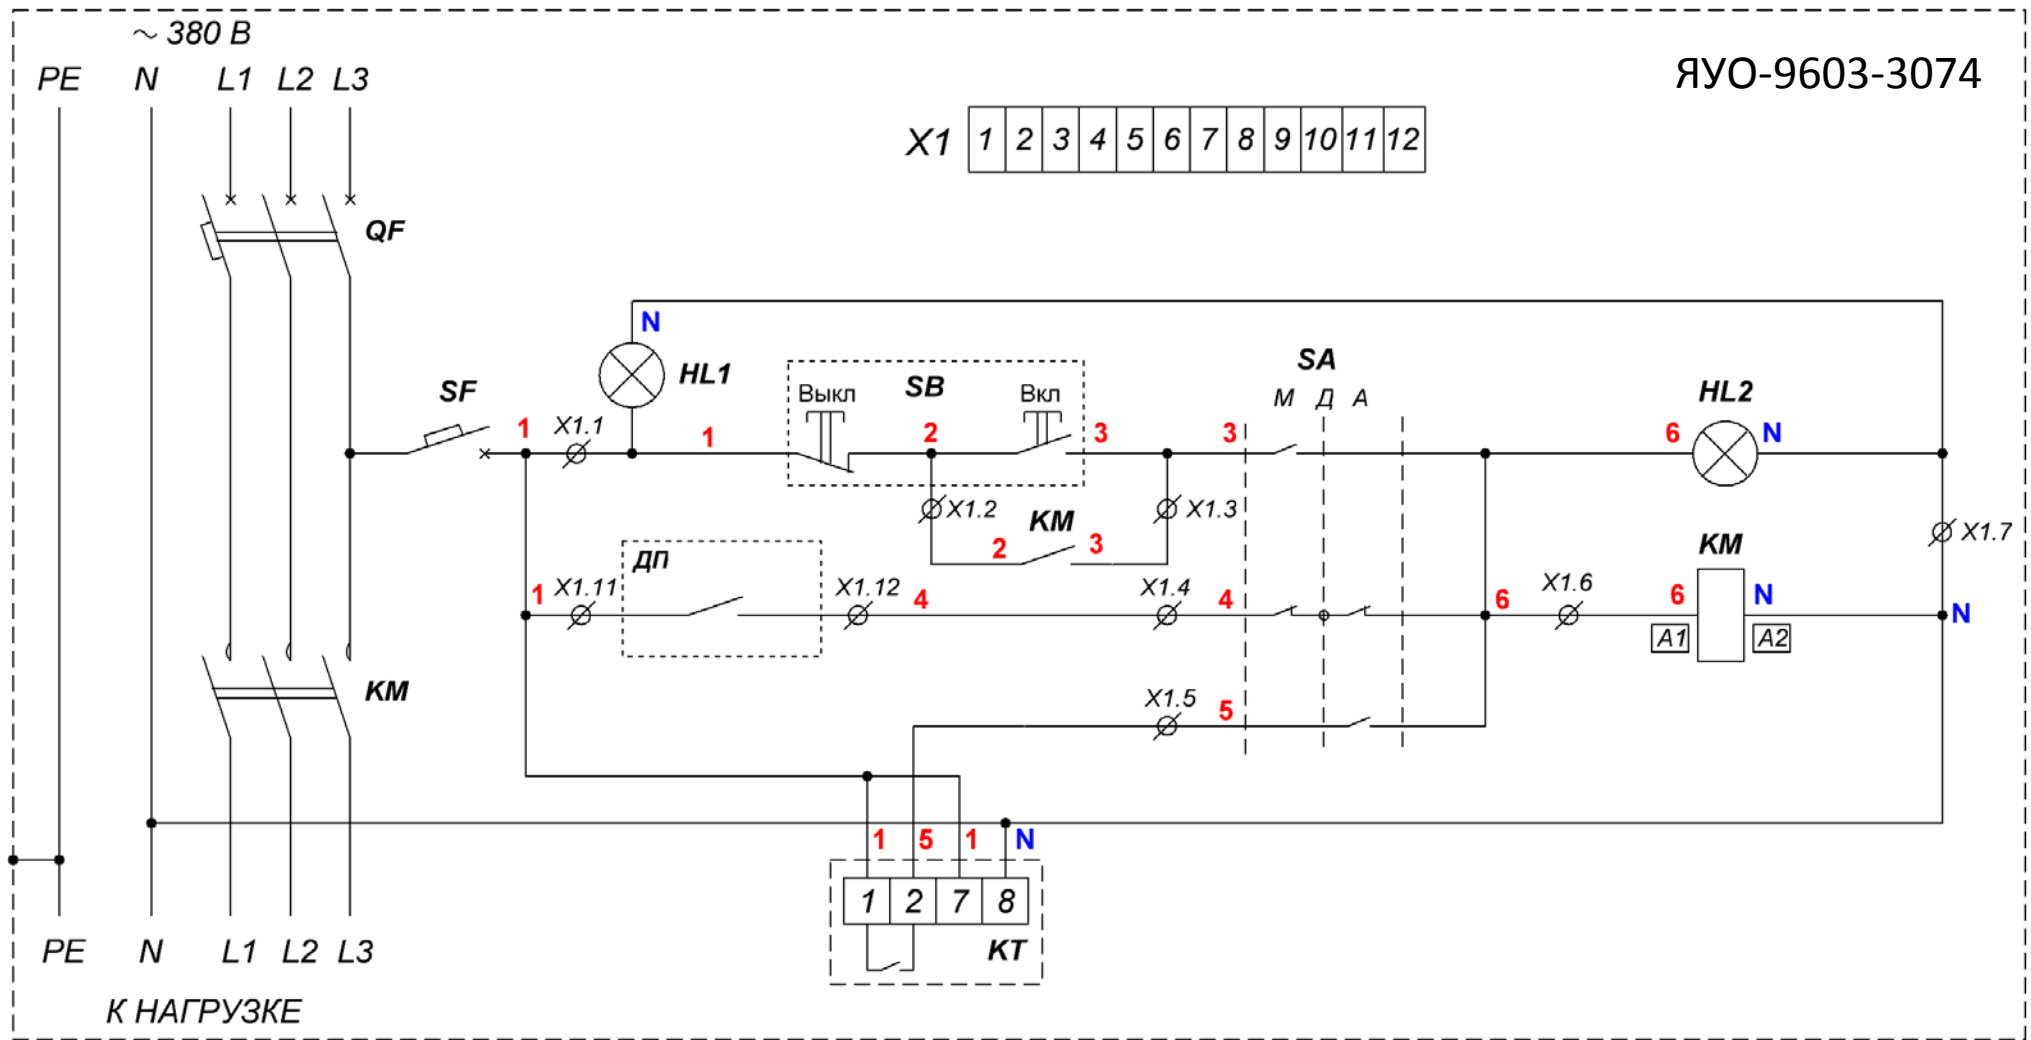 ~ 380 В
PE N L1 L2 L3
ЯУО-9603-3074
X1 1 2 3 4 5 6 7 8 9 10 11 12
QF
N
HL1
SF
1 X1.1 1
Выкл SB Вкл
2 3
SA
М Д А
3
HL2
6 N
X1.2 KM X1.3
2 3
X1.7
ДП
1 X1.11 X1.12 4 X1.4 4
6 X1.6
KM
6 N
A1 A2
N
KM
X1.5 5
1 5 1 N
1 2 7 8
KT
PE N L1 L2 L3
К НАГРУЗКЕ